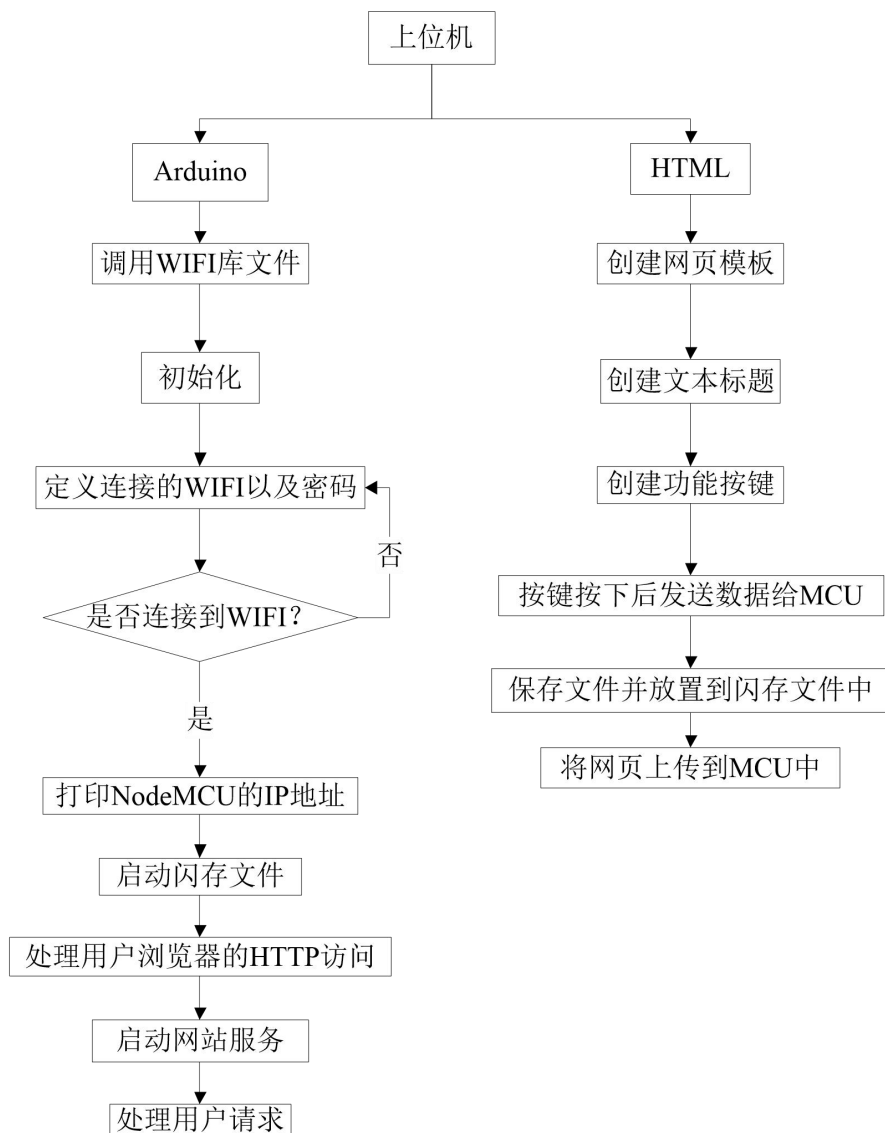 上位机
Arduino
调用WIFI库文件
初始化
定义连接的WIFI以及密码
否
是否连接到WIFI？
是
打印NodeMCU的IP地址
启动闪存文件
处理用户浏览器的HTTP访问
启动网站服务
处理用户请求
HTML
创建网页模板
创建文本标题
创建功能按键
按键按下后发送数据给MCU
保存文件并放置到闪存文件中
将网页上传到MCU中